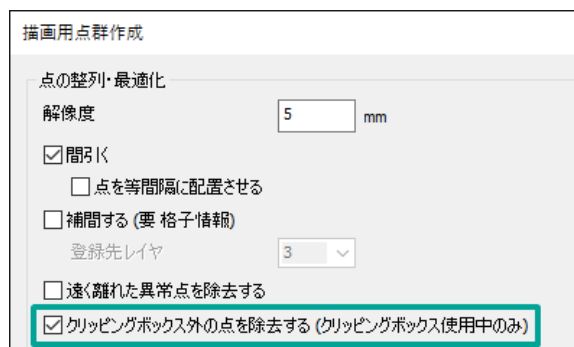 描画用点群作成
点の整列・最適化
解像度 5 mm
間引く
点を等間隔に配置させる
補間する (要 格子情報)
登録先レイヤ 3
遠く離れた異常点を除去する
クリッピングボックス外の点を除去する (クリッピングボックス使用中のみ)